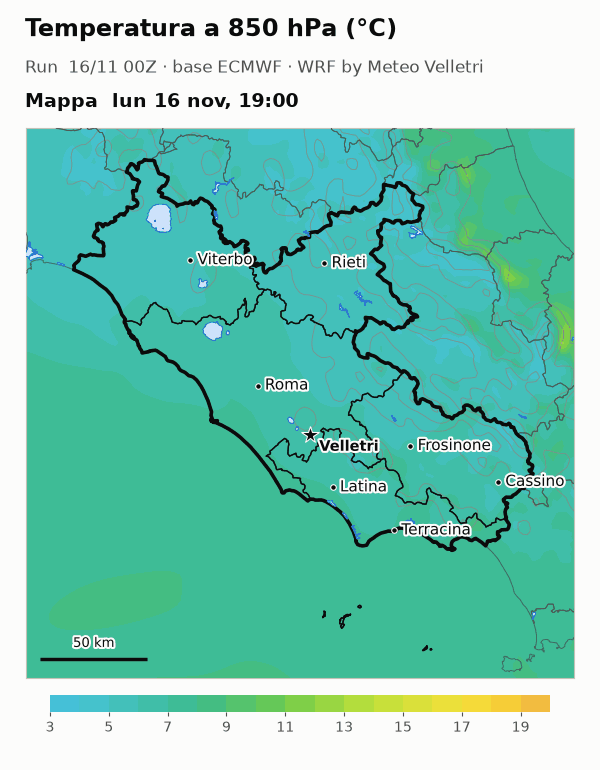 Temperatura a 850 hPa (°C)
Run  16/11 00Z · base ECMWF · WRF by Meteo Velletri
Mappa  lun 16 nov, 19:00
Viterbo
Rieti
Roma
Velletri
Frosinone
Latina
Cassino
Terracina
50 km
3 5 7 9 11 13 15 17 19